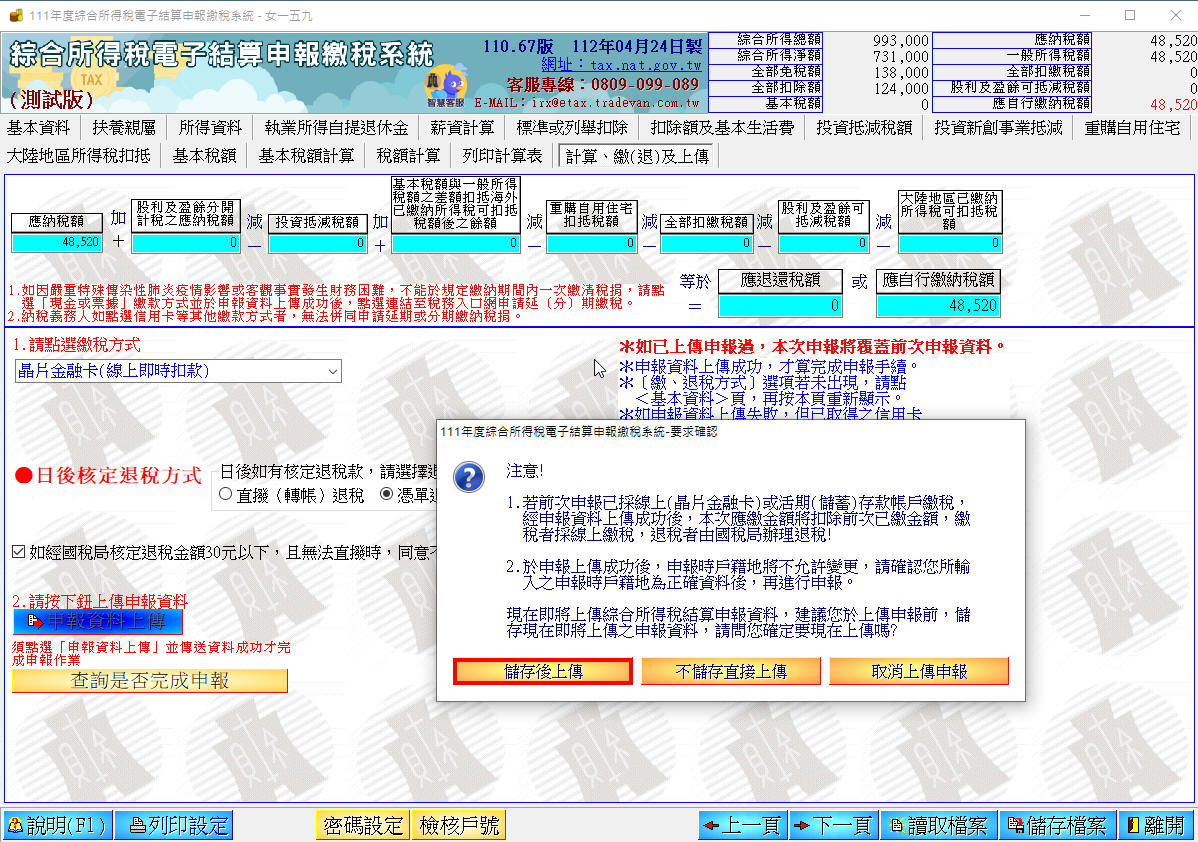 111年度綜合所得稅電子結算申報繳稅系統 - 女一五九
綜合所得稅電子結算申報繳稅系統
TAX
(測試版)
智慧客服
110.67版 112年04月24日製
網址:tax.nat.gov.tw
客服專線:0809-099-089
E-MAIL:irx@etax.tradevan.com.tw
綜合所得總額 993,000 應納稅額 48,520
綜合所得淨額 731,000 一般所得稅額 48,520
全部免稅額 138,000 全部扣繳稅額 0
全部扣除額 124,000 股利及盈餘可抵減稅額 0
基本稅額 0 應自行繳納稅額 48,520
基本資料 扶養親屬 所得資料 執業所得自提退休金 薪資計算 標準或列舉扣除 扣除額及基本生活費 投資抵減稅額 投資新創事業抵減 重購自用住宅
大陸地區所得稅扣抵 基本稅額 基本稅額計算 稅額計算 列印計算表 計算、繳(退)及上傳
應納稅額
48,520
加
+
股利及盈餘分開
計稅之應納稅額
0
減
—
投資抵減稅額
0
加
+
基本稅額與一般所得
稅額之差額扣抵海外
已繳納所得稅可扣抵
稅額後之餘額
0
減
—
重購自用住宅
扣抵稅額
0
減
—
全部扣繳稅額
0
減
—
股利及盈餘可
抵減稅額
0
減
—
大陸地區已繳納
所得稅可扣抵稅
額
0
等於
=
應退還稅額
0
或
應自行繳納稅額
48,520
1.如因嚴重特殊傳染性肺炎疫情影響或客觀事實發生財務困難,不能於規定繳納期間內一次繳清稅捐,請點
選「現金或票據」繳款方式並於申報資料上傳成功後,點選連結至稅務入口網申請延(分)期繳稅。
2.納稅義務人如點選信用卡等其他繳款方式者,無法併同申請延期或分期繳納稅捐。
1.請點選繳稅方式
晶片金融卡(線上即時扣款)
＊如已上傳申報過,本次申報將覆蓋前次申報資料。
＊申報資料上傳成功,才算完成申報手續。
＊〔繳、退稅方式〕選項若未出現,請點
＜基本資料＞頁,再按本頁重新顯示。
＊如申報資料上傳失敗,但已取得之信用卡
●日後核定退稅方式
日後如有核定退稅款,請選擇退
直撥(轉帳)退稅 憑單退
如經國稅局核定退稅金額30元以下,且無法直撥時,同意不
2.請按下鈕上傳申報資料
申報資料上傳
須點選「申報資料上傳」並傳送資料成功才完
成申報作業
查詢是否完成申報
111年度綜合所得稅電子結算申報繳稅系統-要求確認
注意!
1.若前次申報已採線上(晶片金融卡)或活期(儲蓄)存款帳戶繳稅,
經申報資料上傳成功後,本次應繳金額將扣除前次已繳金額,繳
稅者採線上繳稅,退稅者由國稅局辦理退稅!
2.於申報上傳成功後,申報時戶籍地將不允許變更,請確認您所輸
入之申報時戶籍地為正確資料後,再進行申報。
現在即將上傳綜合所得稅結算申報資料,建議您於上傳申報前,儲
存現在即將上傳之申報資料,請問您確定要現在上傳嗎?
儲存後上傳 不儲存直接上傳 取消上傳申報
說明(F1) 列印設定 密碼設定 檢核戶號 上一頁 下一頁 讀取檔案 儲存檔案 離開